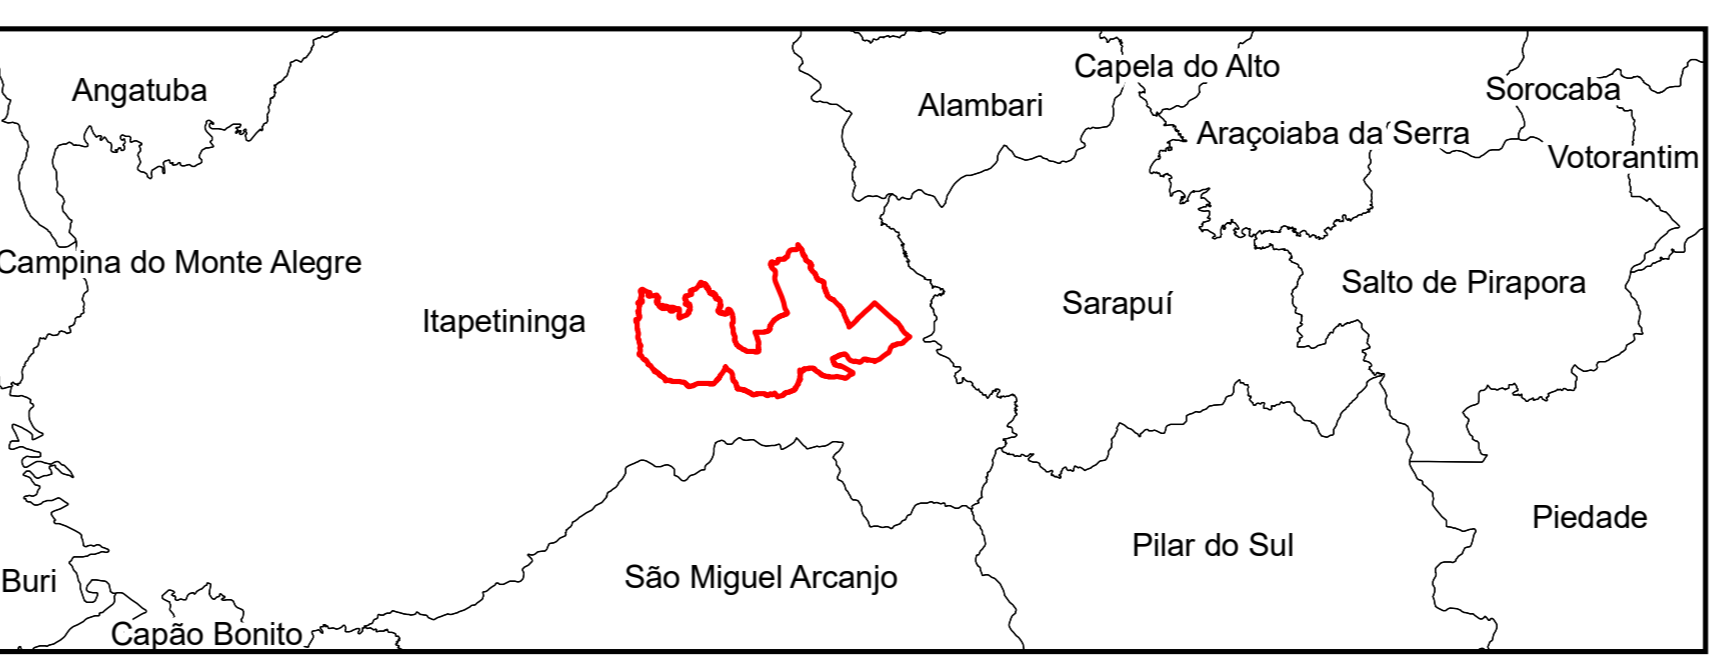 Capela do Alto
Angatuba
Sorocaba
Alambari
Araçoiaba da Serra
Votorantim
Campina do Monte Alegre
Salto de Pirapora
Sarapuí
Itapetininga
Piedade
Pilar do Sul
São Miguel Arcanjo
Buri
Capão Bonito